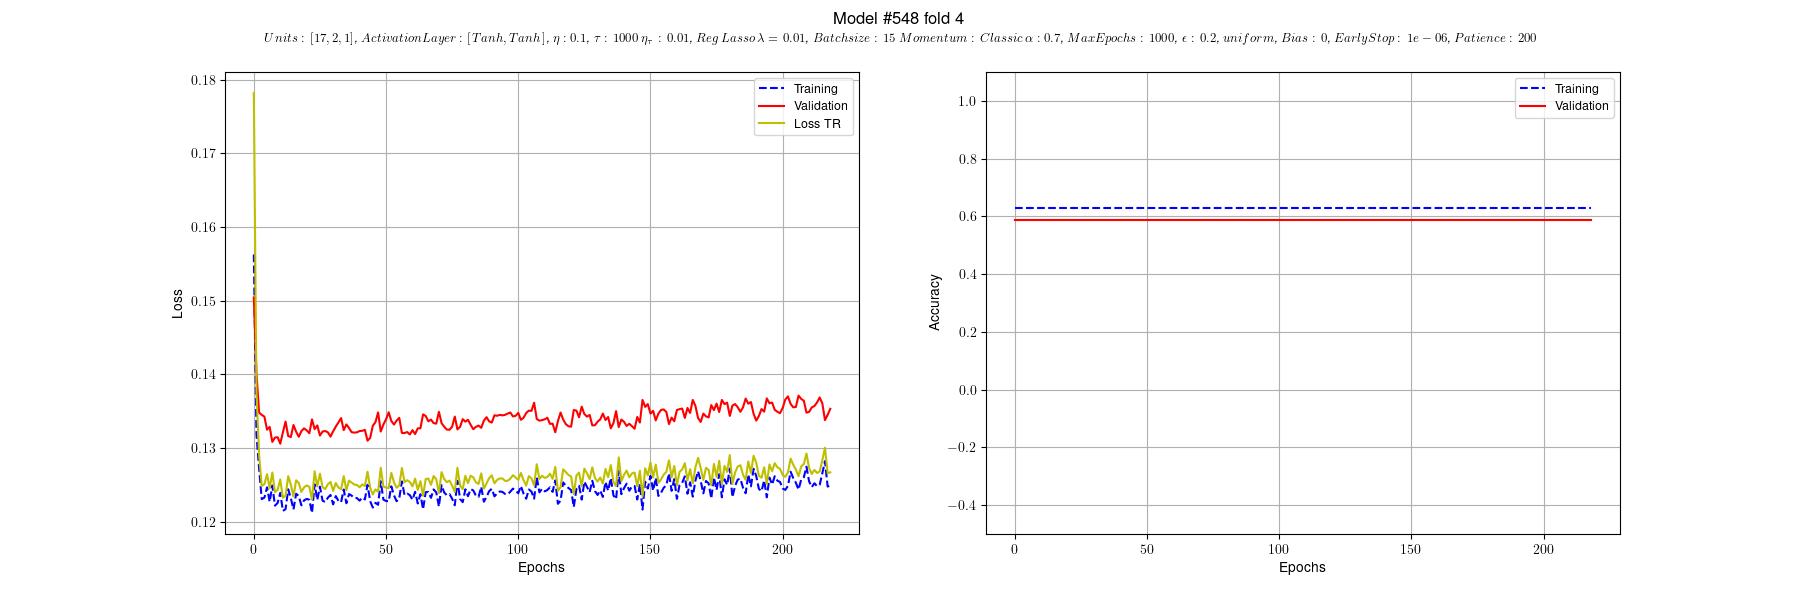 Model #548 fold 4
Units : [17, 2, 1], ActivationLayer : [Tanh, Tanh], η : 0.1, τ : 1000 ητ : 0.01, Reg Lasso λ = 0.01, Batchsize : 15 Momentum : Classic α : 0.7, MaxEpochs : 1000, ϵ : 0.2, uniform, Bias : 0, EarlyStop : 1e − 06, Patience : 200
0.18
0.17
0.16
0.15
0.14
0.13
0.12
Loss
Training
Validation
Loss TR
0 50 100 150 200
Epochs
1.0
0.8
0.6
0.4
0.2
0.0
−0.2
−0.4
Accuracy
Training
Validation
0 50 100 150 200
Epochs